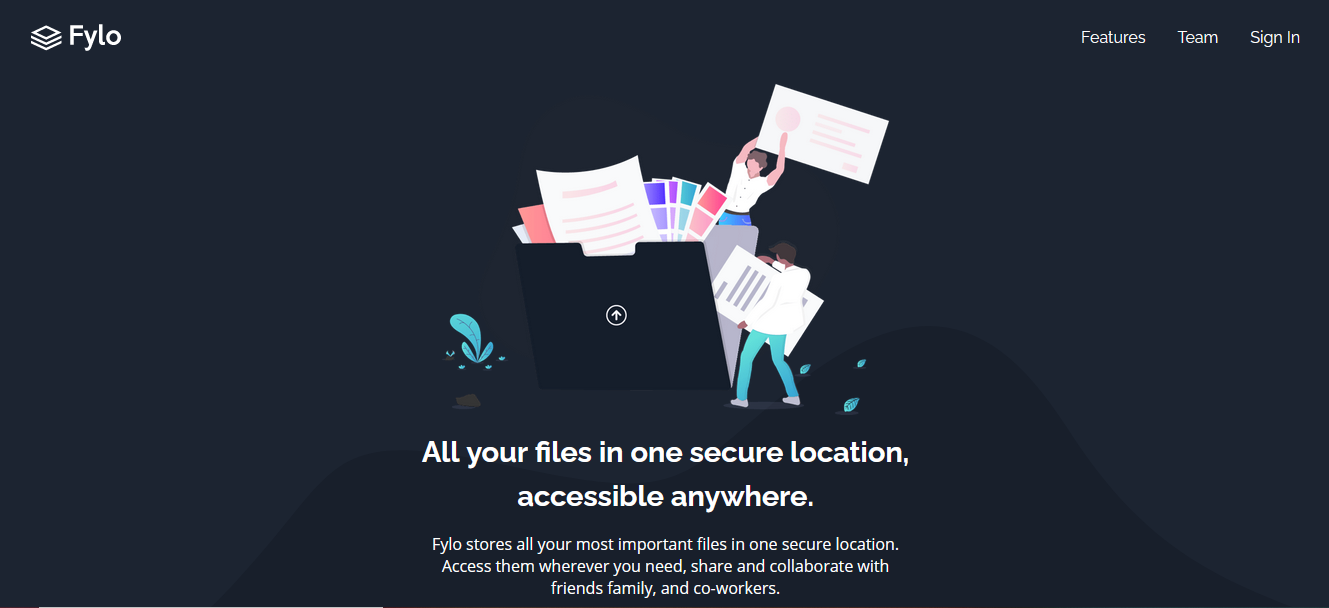 Fylo
Features
Team
Sign In
All your files in one secure location,
accessible anywhere.
Fylo stores all your most important files in one secure location.
Access them wherever you need, share and collaborate with
friends family, and co-workers.